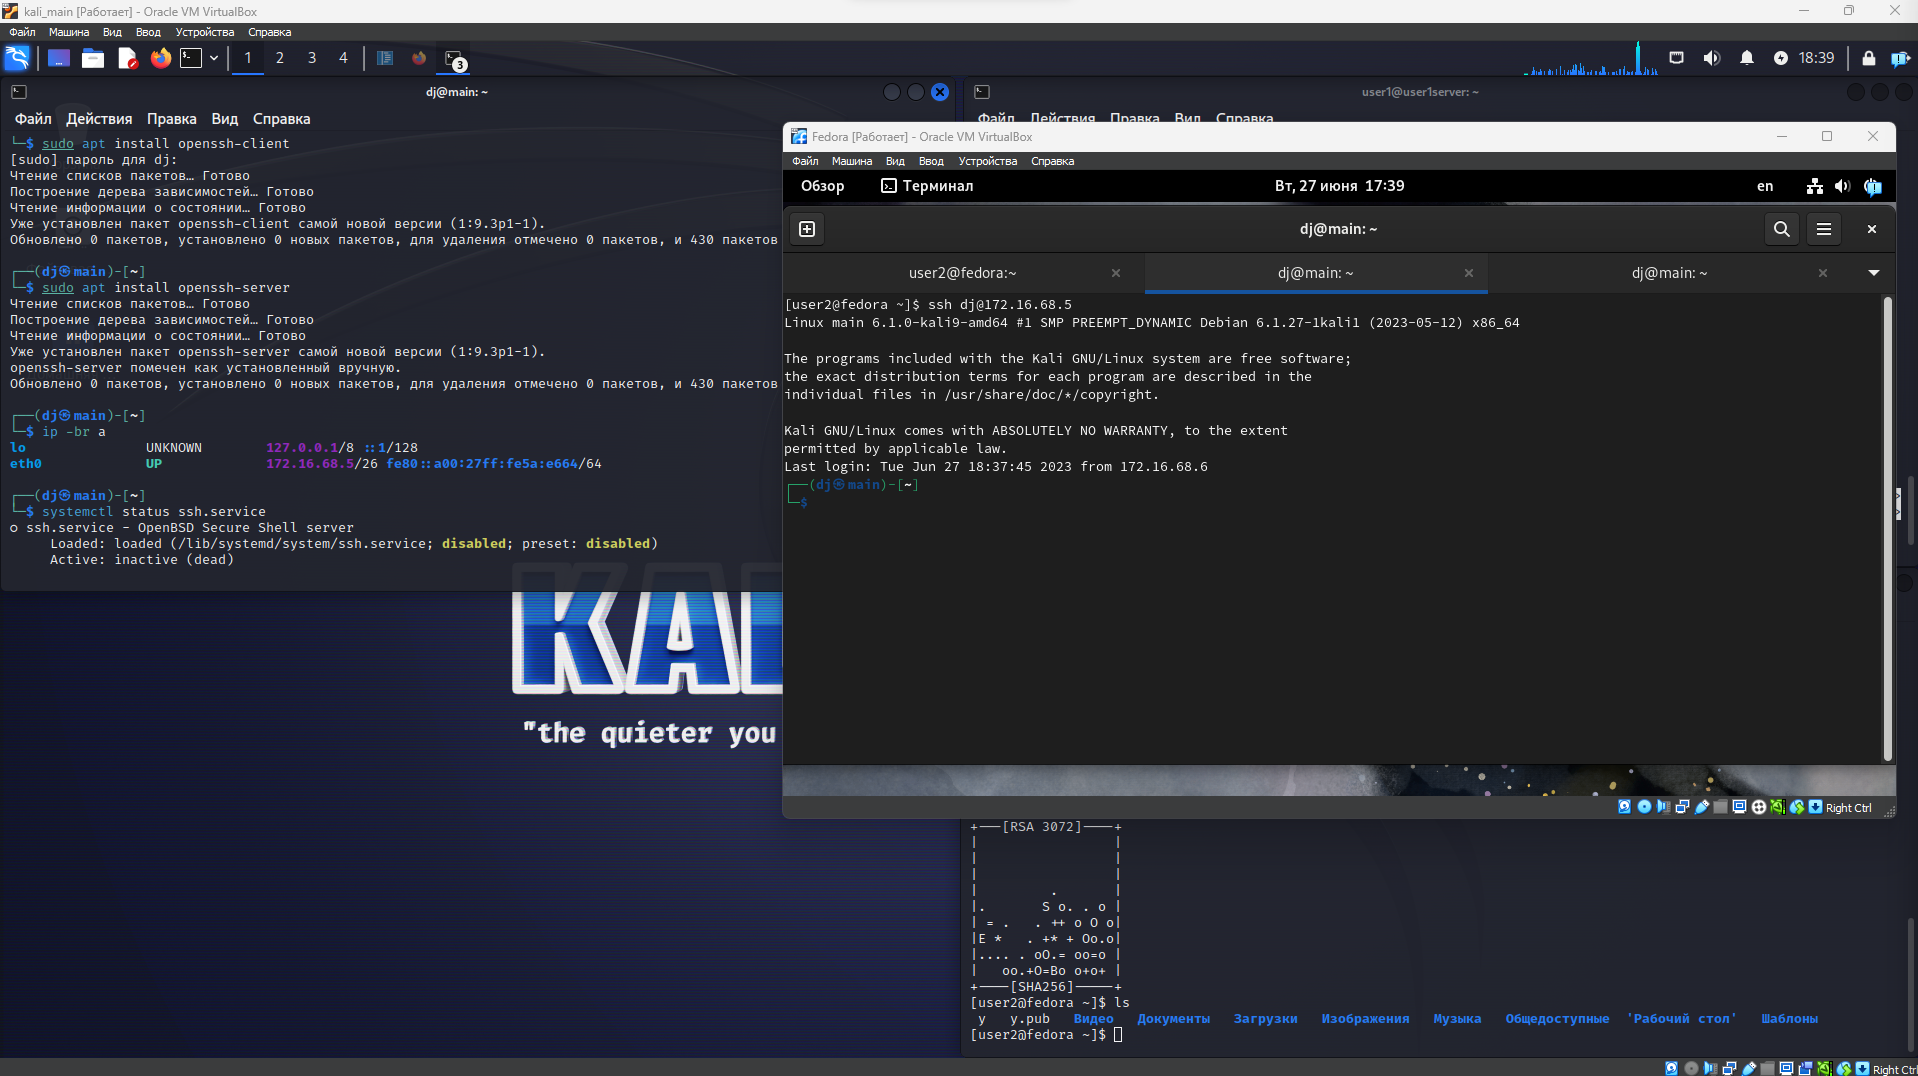 kali_main [Работает] - Oracle VM VirtualBox
Файл Машина Вид Ввод Устройства Справка
1 2 3 4 3 18:39
dj@main: ~
Файл Действия Правка Вид Справка
└─$ sudo apt install openssh-client
[sudo] пароль для dj:
Чтение списков пакетов… Готово
Построение дерева зависимостей… Готово
Чтение информации о состоянии… Готово
Уже установлен пакет openssh-client самой новой версии (1:9.3p1-1).
Обновлено 0 пакетов, установлено 0 новых пакетов, для удаления отмечено 0 пакетов, и 430 пакетов
┌──(dj㉿main)-[~]
└─$ sudo apt install openssh-server
Чтение списков пакетов… Готово
Построение дерева зависимостей… Готово
Чтение информации о состоянии… Готово
Уже установлен пакет openssh-server самой новой версии (1:9.3p1-1).
openssh-server помечен как установленный вручную.
Обновлено 0 пакетов, установлено 0 новых пакетов, для удаления отмечено 0 пакетов, и 430 пакетов
┌──(dj㉿main)-[~]
└─$ ip -br a
lo UNKNOWN 127.0.0.1/8 ::1/128
eth0 UP 172.16.68.5/26 fe80::a00:27ff:fe5a:e664/64
┌──(dj㉿main)-[~]
└─$ systemctl status ssh.service
○ ssh.service - OpenBSD Secure Shell server
Loaded: loaded (/lib/systemd/system/ssh.service; disabled; preset: disabled)
Active: inactive (dead)
"the quieter you
user1@user1server: ~
Файл Действия Правка Вид Справка
Fedora [Работает] - Oracle VM VirtualBox
Файл Машина Вид Ввод Устройства Справка
Обзор Терминал Вт, 27 июня 17:39 en
dj@main: ~
user2@fedora:~ dj@main: ~ dj@main: ~
[user2@fedora ~]$ ssh dj@172.16.68.5
Linux main 6.1.0-kali9-amd64 #1 SMP PREEMPT_DYNAMIC Debian 6.1.27-1kali1 (2023-05-12) x86_64
The programs included with the Kali GNU/Linux system are free software;
the exact distribution terms for each program are described in the
individual files in /usr/share/doc/*/copyright.
Kali GNU/Linux comes with ABSOLUTELY NO WARRANTY, to the extent
permitted by applicable law.
Last login: Tue Jun 27 18:37:45 2023 from 172.16.68.6
┌──(dj㉿main)-[~]
└─$
Right Ctrl
+───[RSA 3072]────+
|                 |
|                 |
|                 |
|         .       |
|.       S o. . o |
| = .   . ++ o O o|
|E *   . +* + Oo.o|
|.... . oO.= oo=o |
|   oo.+O=Bo o+o+ |
+────[SHA256]─────+
[user2@fedora ~]$ ls
y y.pub Видео Документы Загрузки Изображения Музыка Общедоступные 'Рабочий стол' Шаблоны
[user2@fedora ~]$
Right Ctrl